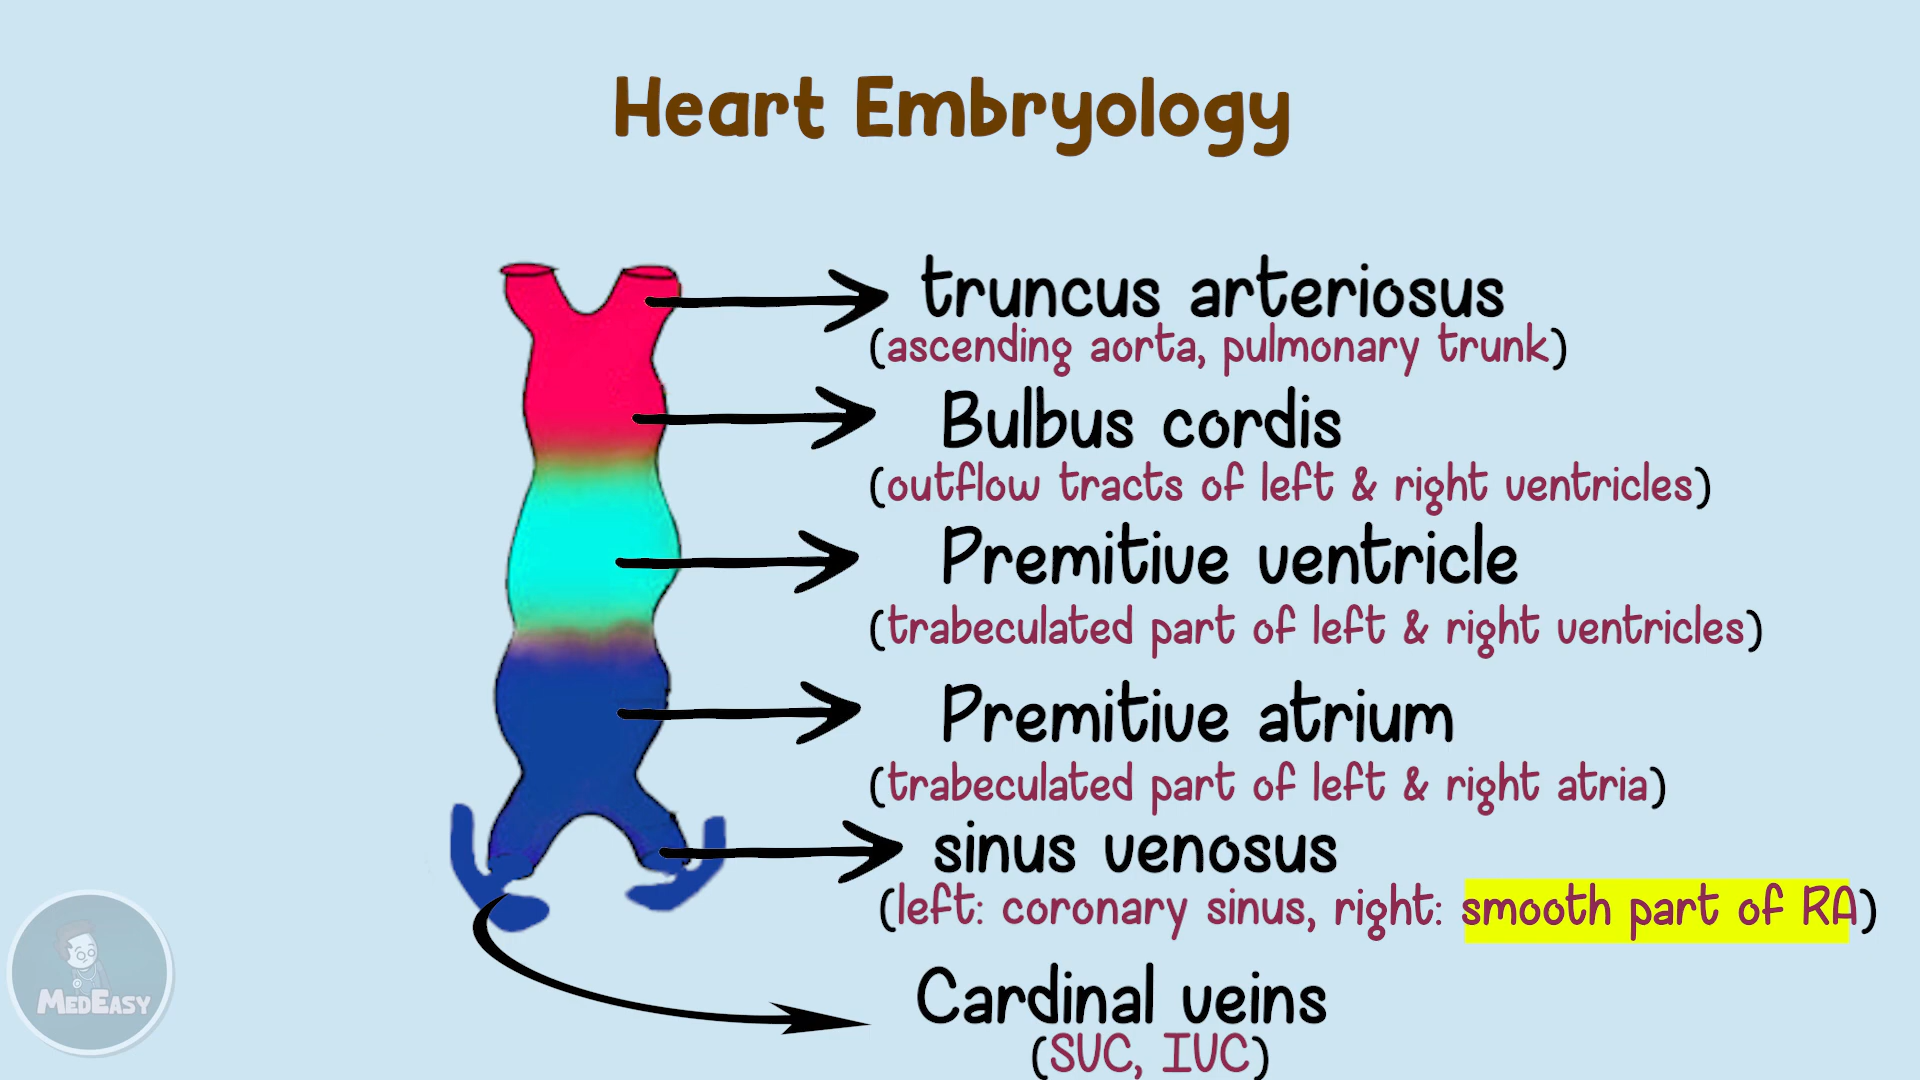 Heart Embryology
truncus arteriosus
(ascending aorta, pulmonary trunk)
Bulbus cordis
(outflow tracts of left & right ventricles)
Premitive ventricle
(trabeculated part of left & right ventricles)
Premitive atrium
(trabeculated part of left & right atria)
sinus venosus
(left: coronary sinus, right: smooth part of RA)
Cardinal veins
(SVC, IVC)
MEDEASY